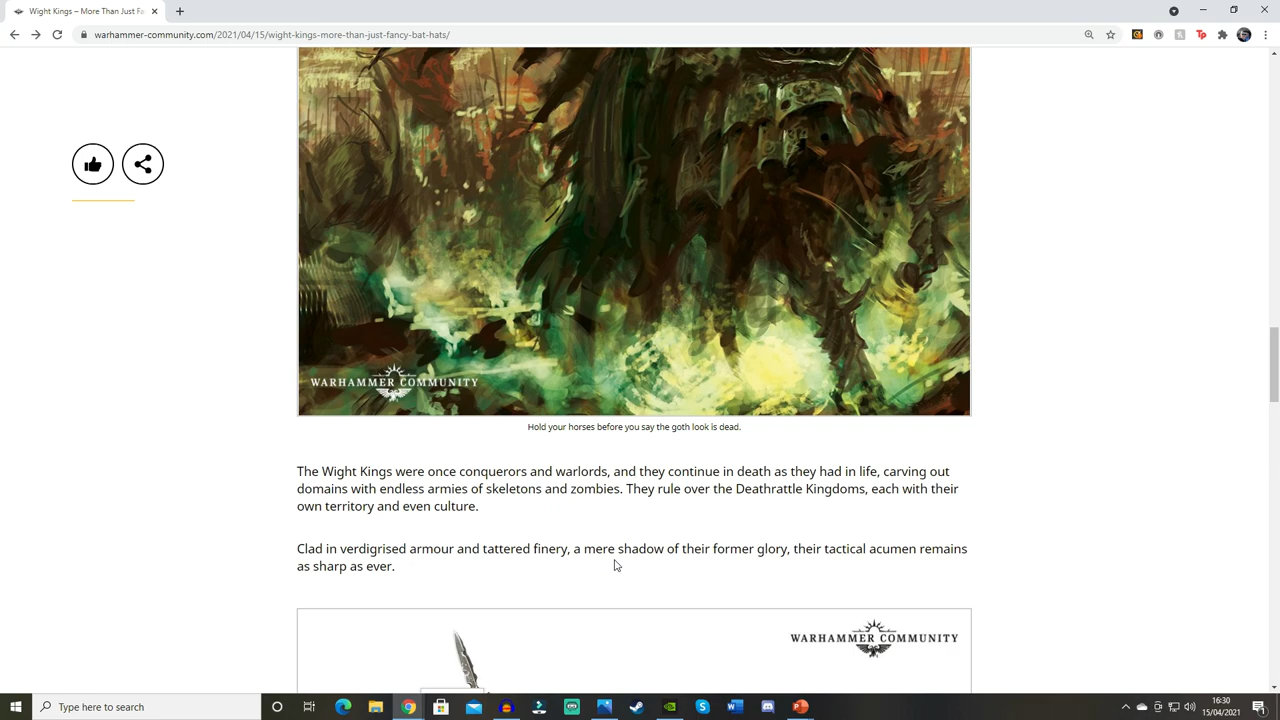 Wight Kings – More Than Just Fa
warhammer-community.com/2021/04/15/wight-kings-more-than-just-fancy-bat-hats/
WARHAMMER COMMUNITY
Hold your horses before you say the goth look is dead.
The Wight Kings were once conquerors and warlords, and they continue in death as they had in life, carving out
domains with endless armies of skeletons and zombies. They rule over the Deathrattle Kingdoms, each with their
own territory and even culture.
Clad in verdigrised armour and tattered finery, a mere shadow of their former glory, their tactical acumen remains
as sharp as ever.
WARHAMMER COMMUNITY
Type here to search
16:30
15/04/2021